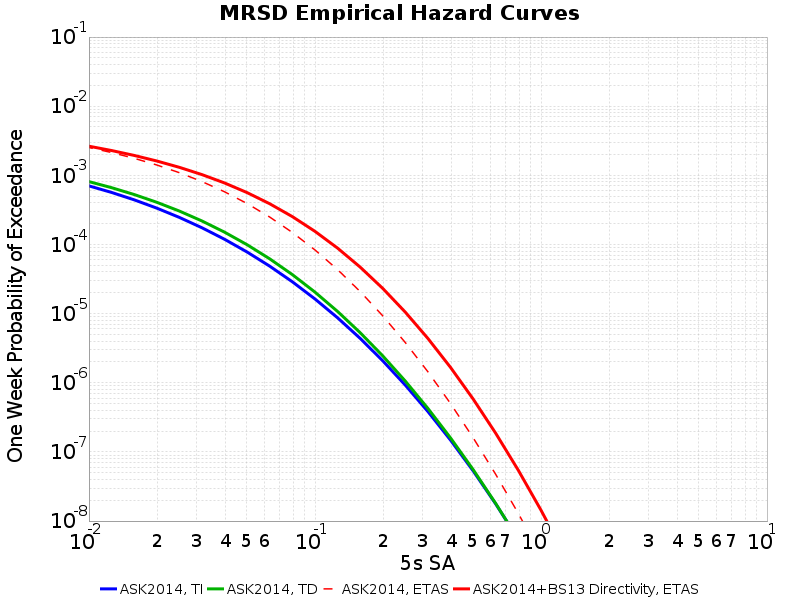 MRSD Empirical Hazard Curves
One Week Probability of Exceedance
10^-1
10^-2
10^-3
10^-4
10^-5
10^-6
10^-7
10^-8
10^-2 2 3 4 5 6 10^-1 2 3 4 5 6 7 10^0 2 3 4 5 6 7 10^1
5s SA
ASK2014, TI ASK2014, TD ASK2014, ETAS ASK2014+BS13 Directivity, ETAS